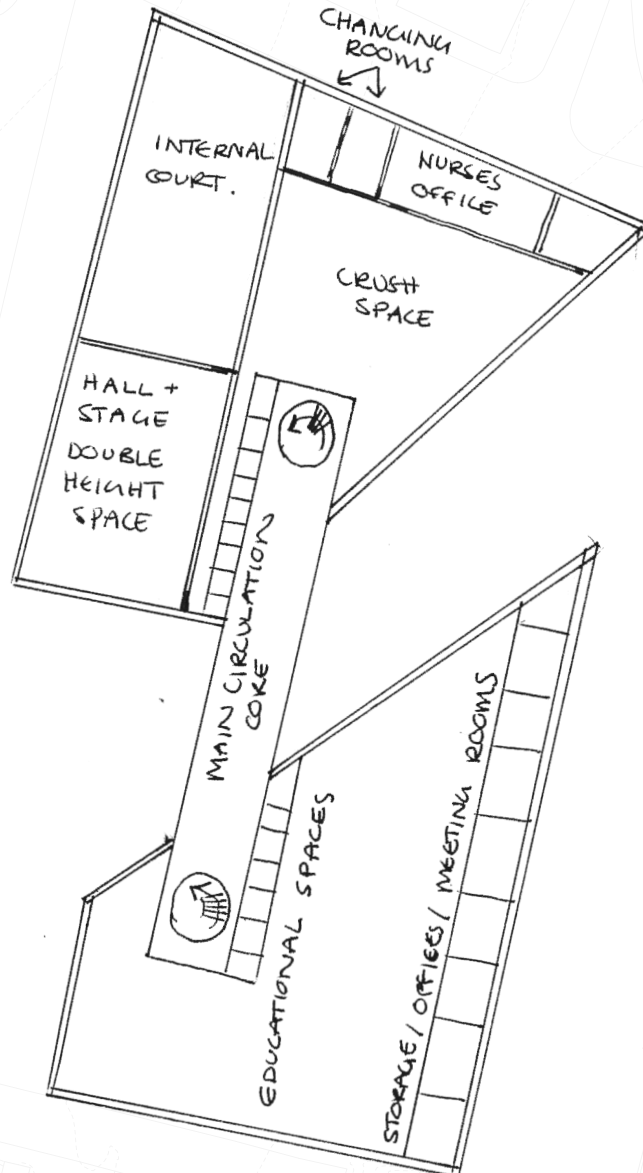 CHANGING
ROOMS
INTERNAL
COURT.
NURSES
OFFICE
CRUSH
SPACE
HALL +
STAGE
DOUBLE
HEIGHT
SPACE
MAIN CIRCULATION
CORE
EDUCATIONAL SPACES
STORAGE / OFFICES / MEETING ROOMS